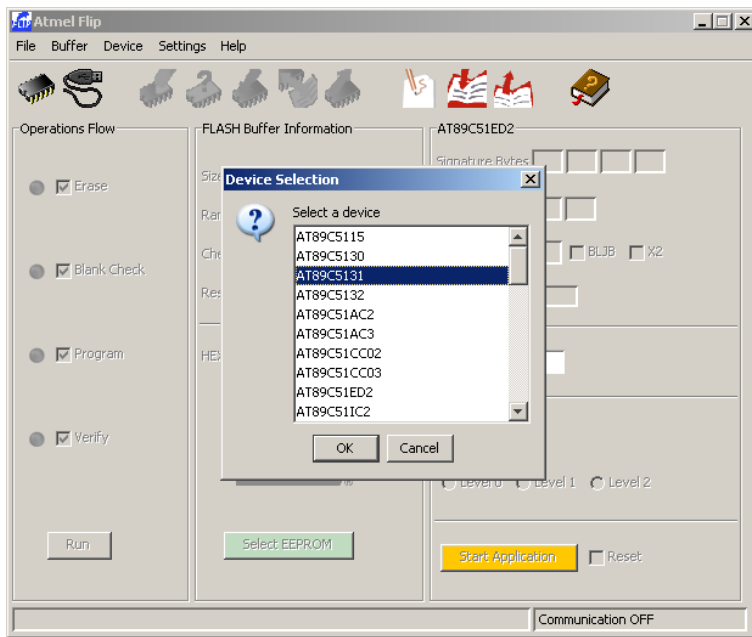 Atmel Flip
File Buffer Device Settings Help
Operations Flow
Erase
Blank Check
Program
Verify
Run
FLASH Buffer Information
Select EEPROM
AT89C51ED2
Signature Bytes
BLJB X2
Level 0 Level 1 Level 2
Start Application Reset
Device Selection
Select a device
AT89C5115
AT89C5130
AT89C5131
AT89C5132
AT89C51AC2
AT89C51AC3
AT89C51CC02
AT89C51CC03
AT89C51ED2
AT89C51IC2
OK Cancel
Communication OFF